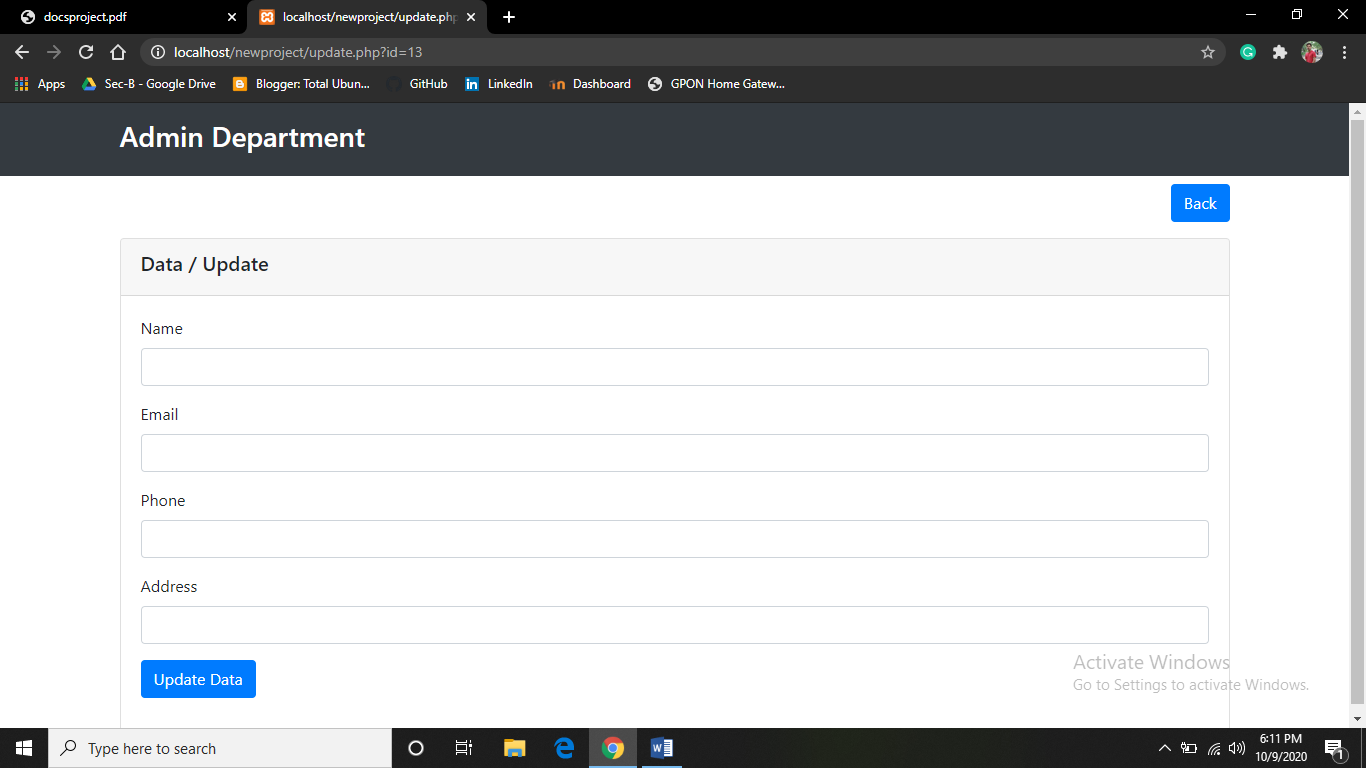 docsproject.pdf
localhost/newproject/update.php
localhost/newproject/update.php?id=13
Apps
Sec-B - Google Drive
Blogger: Total Ubun...
GitHub
LinkedIn
Dashboard
GPON Home Gatew...
Admin Department
Back
Data / Update
Name
Email
Phone
Address
Update Data
Activate Windows
Go to Settings to activate Windows.
Type here to search
6:11 PM
10/9/2020
1